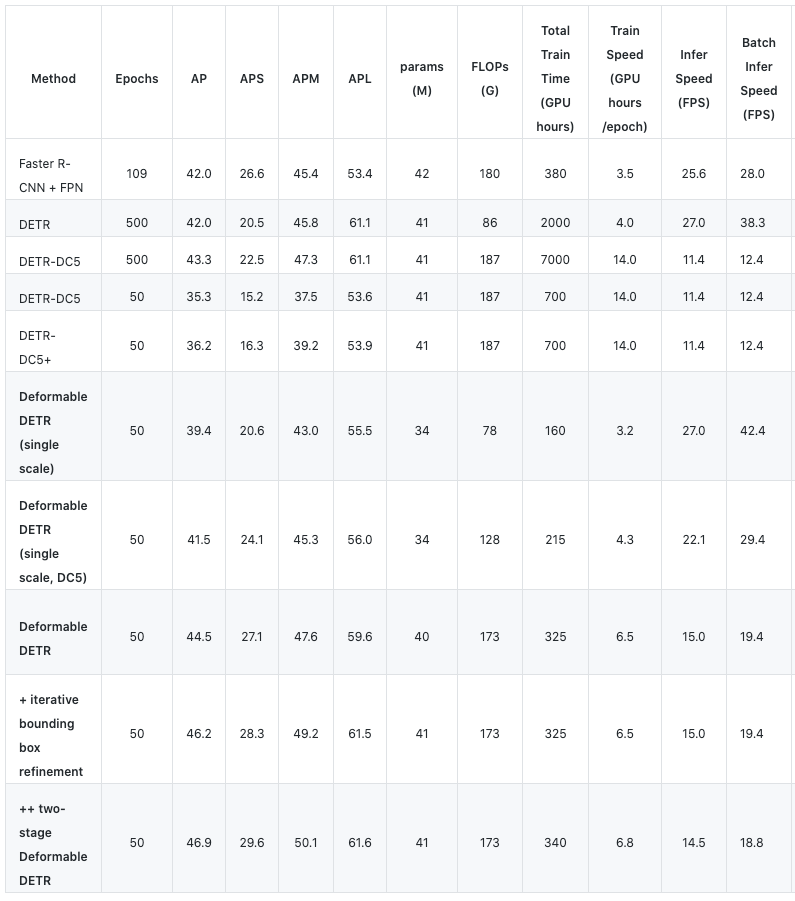 Method Epochs AP APS APM APL params (M) FLOPs (G) Total Train Time (GPU hours) Train Speed (GPU hours /epoch) Infer Speed (FPS) Batch Infer Speed (FPS)
Faster R-CNN + FPN 109 42.0 26.6 45.4 53.4 42 180 380 3.5 25.6 28.0
DETR 500 42.0 20.5 45.8 61.1 41 86 2000 4.0 27.0 38.3
DETR-DC5 500 43.3 22.5 47.3 61.1 41 187 7000 14.0 11.4 12.4
DETR-DC5 50 35.3 15.2 37.5 53.6 41 187 700 14.0 11.4 12.4
DETR-DC5+ 50 36.2 16.3 39.2 53.9 41 187 700 14.0 11.4 12.4
Deformable DETR (single scale) 50 39.4 20.6 43.0 55.5 34 78 160 3.2 27.0 42.4
Deformable DETR (single scale, DC5) 50 41.5 24.1 45.3 56.0 34 128 215 4.3 22.1 29.4
Deformable DETR 50 44.5 27.1 47.6 59.6 40 173 325 6.5 15.0 19.4
+ iterative bounding box refinement 50 46.2 28.3 49.2 61.5 41 173 325 6.5 15.0 19.4
++ two-stage Deformable DETR 50 46.9 29.6 50.1 61.6 41 173 340 6.8 14.5 18.8